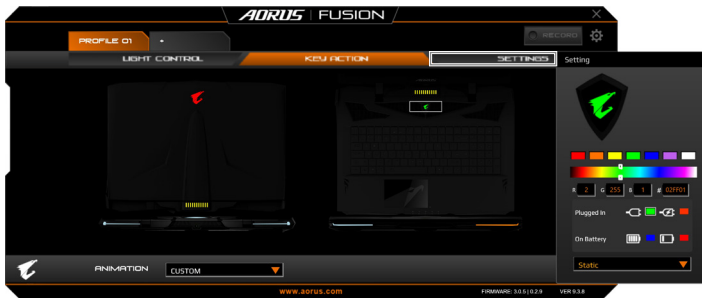 AORUS | FUSION
PROFILE 01
RECORD
LIGHT CONTROL
KEY ACTION
SETTINGS
Setting
R 2 G 255 B 1 # 02FF01
Plugged In
On Battery
Static
ANIMATION CUSTOM
www.aorus.com
FIRMWARE: 3.0.5 | 0.2.9 VER 9.3.8